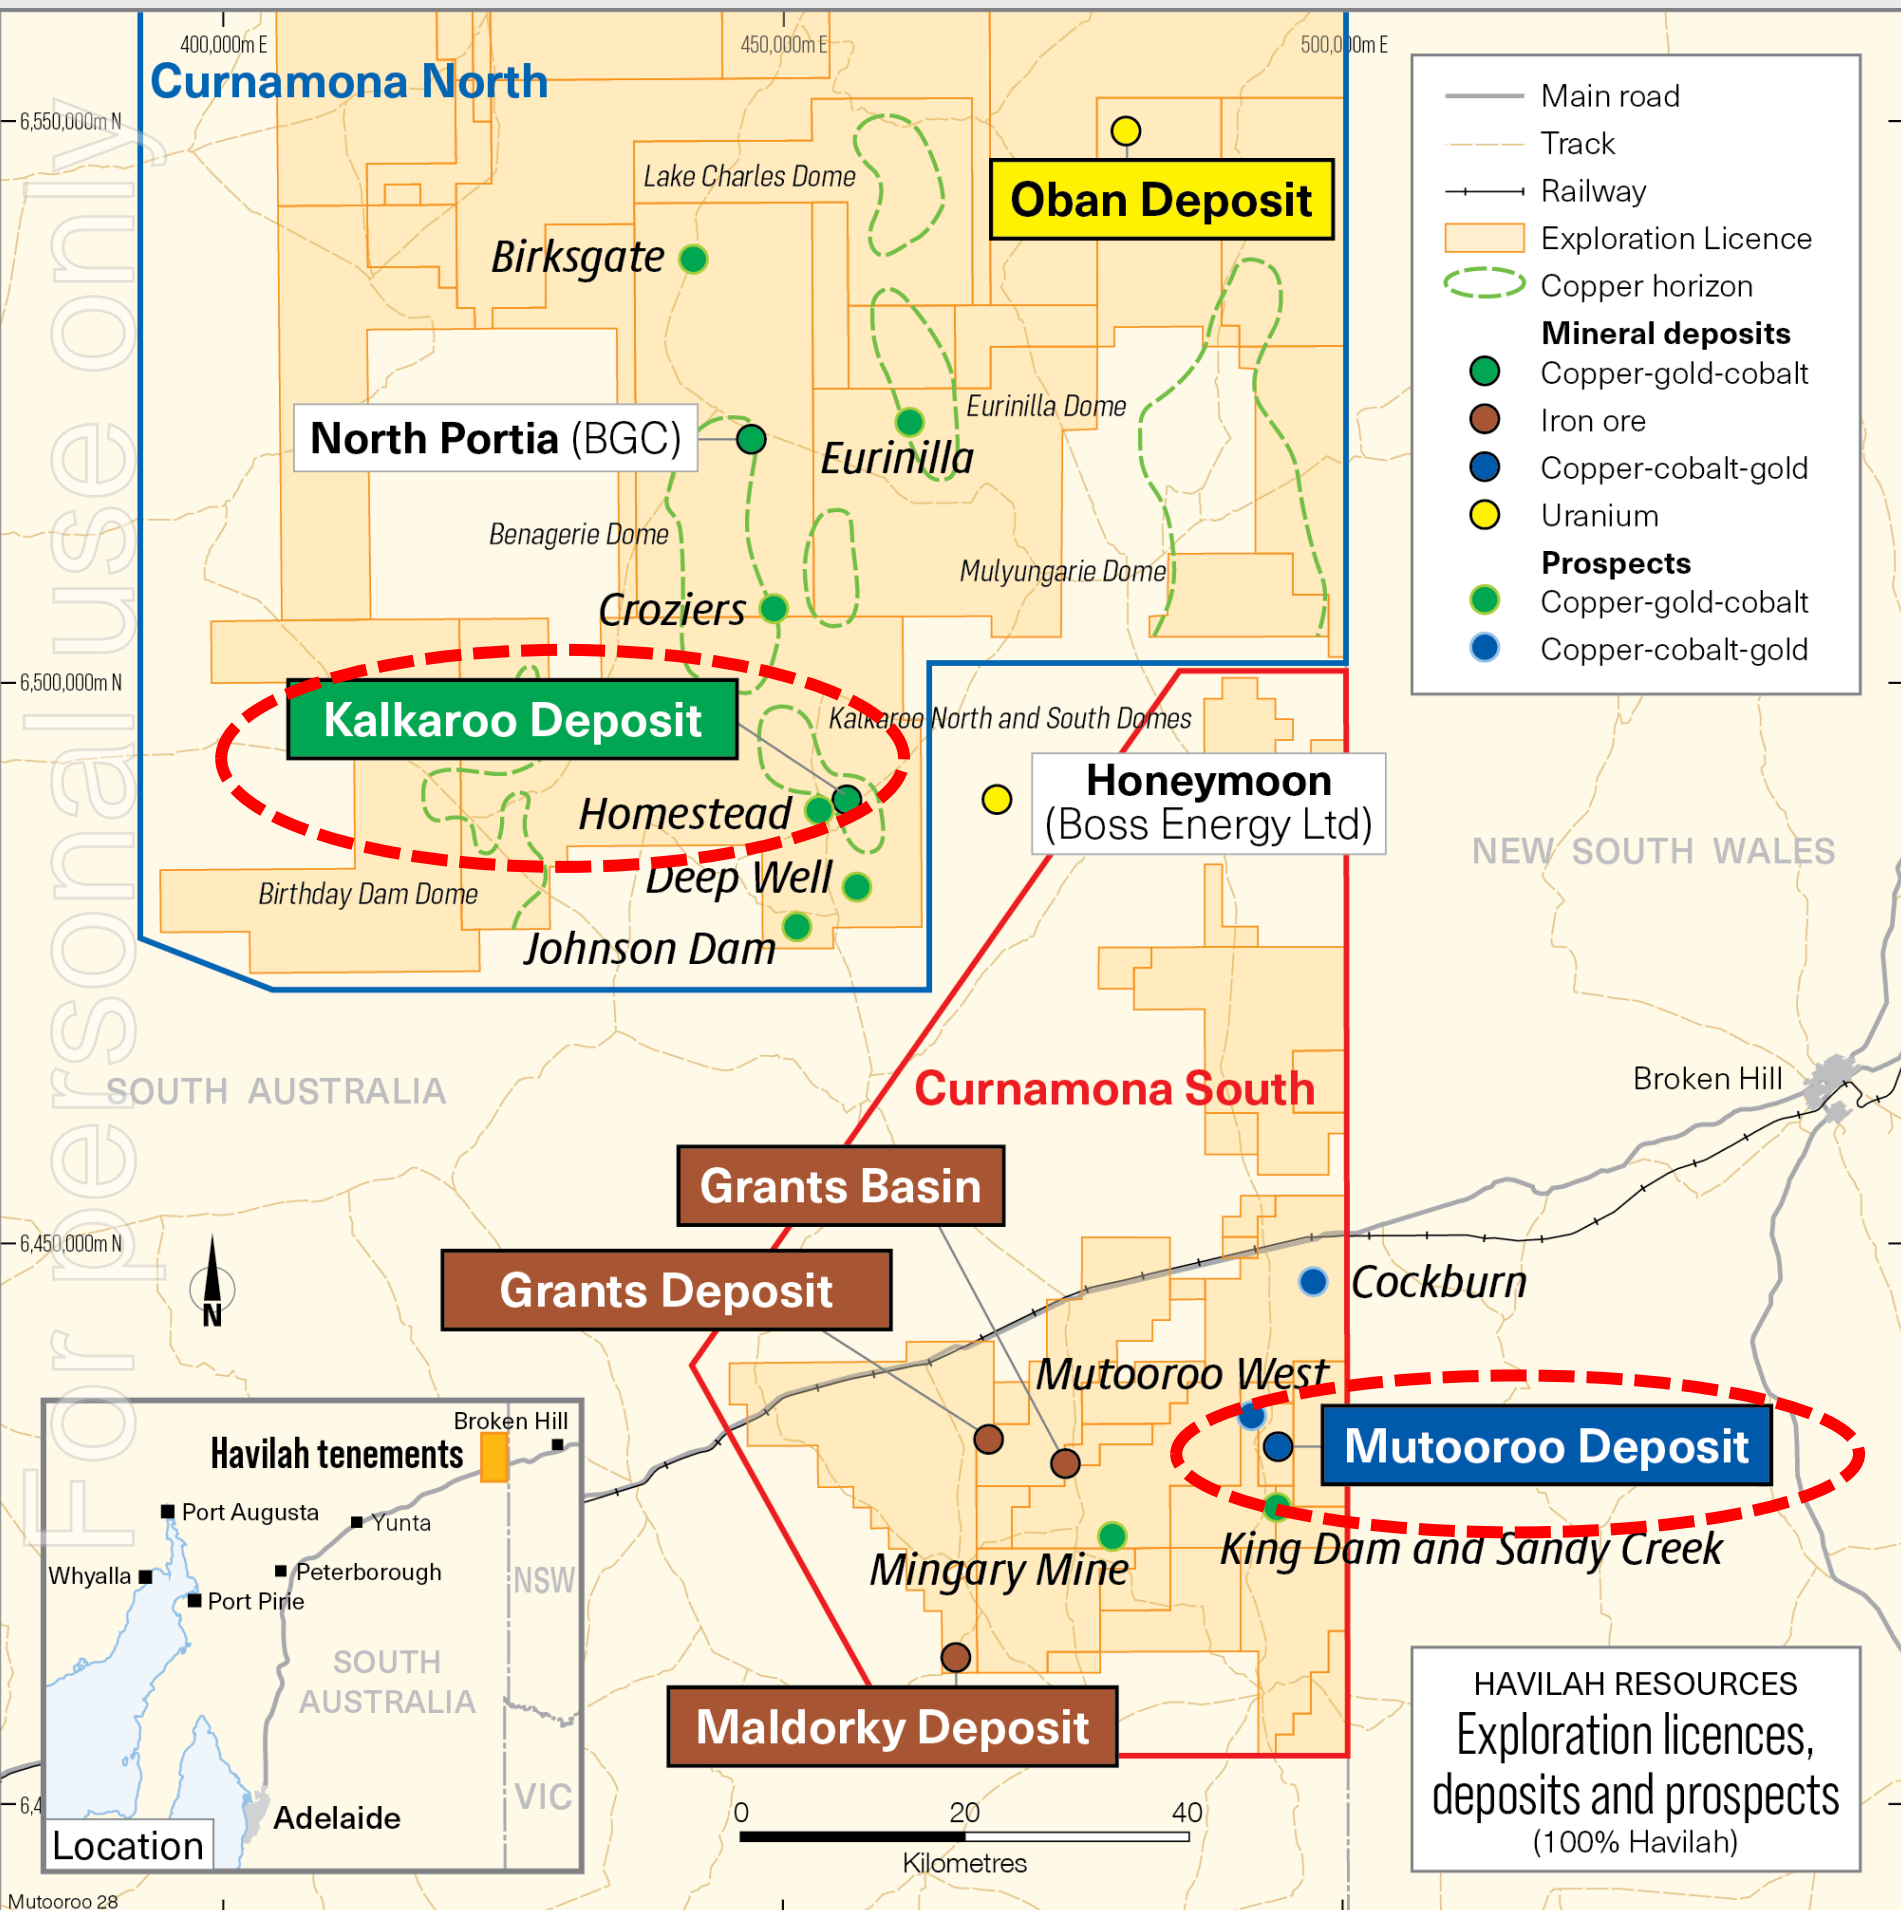 400,000m E
450,000m E
500,000m E
Curnamona North
6,550,000m N
Lake Charles Dome
Oban Deposit
Birksgate
Eurinilla Dome
North Portia (BGC)
Eurinilla
Benagerie Dome
Mulyungarie Dome
Croziers
6,500,000m N
Kalkaroo Deposit
Kalkaroo North and South Domes
Honeymoon
(Boss Energy Ltd)
Homestead
Deep Well
Birthday Dam Dome
Johnson Dam
Main road
Track
Railway
Exploration Licence
Copper horizon
Mineral deposits
Copper-gold-cobalt
Iron ore
Copper-cobalt-gold
Uranium
Prospects
Copper-gold-cobalt
Copper-cobalt-gold
NEW SOUTH WALES
SOUTH AUSTRALIA
Curnamona South
Broken Hill
Grants Basin
6,450,000m N
Grants Deposit
Cockburn
N
Mutooroo West
Mutooroo Deposit
King Dam and Sandy Creek
Mingary Mine
Maldorky Deposit
Broken Hill
Havilah tenements
Port Augusta
Yunta
Whyalla
Peterborough
NSW
Port Pirie
SOUTH
AUSTRALIA
VIC
Adelaide
Location
6,4
0 20 40
Kilometres
HAVILAH RESOURCES
Exploration licences,
deposits and prospects
(100% Havilah)
Mutooroo 28
For personal use only